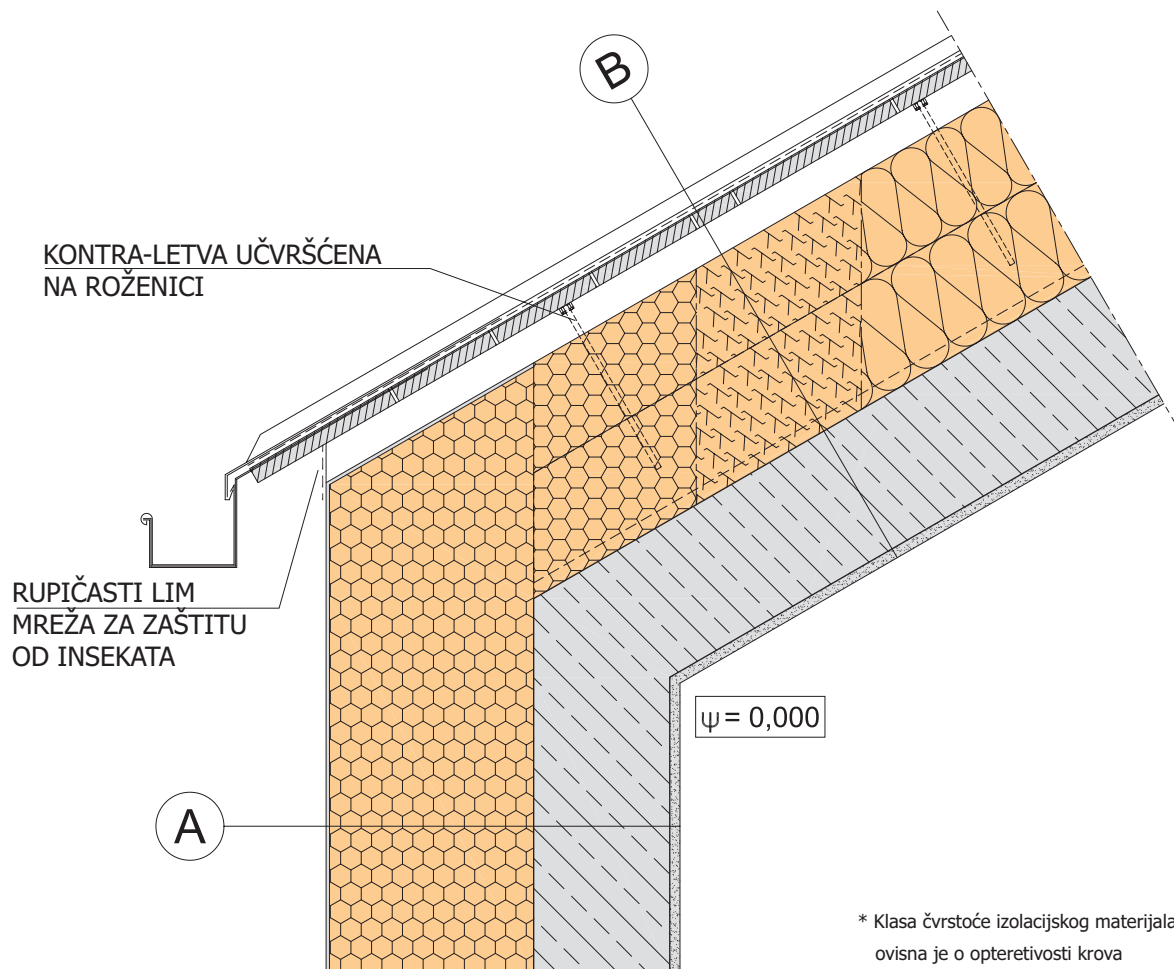 B
KONTRA-LETVA UČVRŠĆENA
NA ROŽENICI
RUPIČASTI LIM
MREŽA ZA ZAŠTITU
OD INSEKATA
ψ = 0,000
A
* Klasa čvrstoće izolacijskog materijala
ovisna je o opteretivosti krova